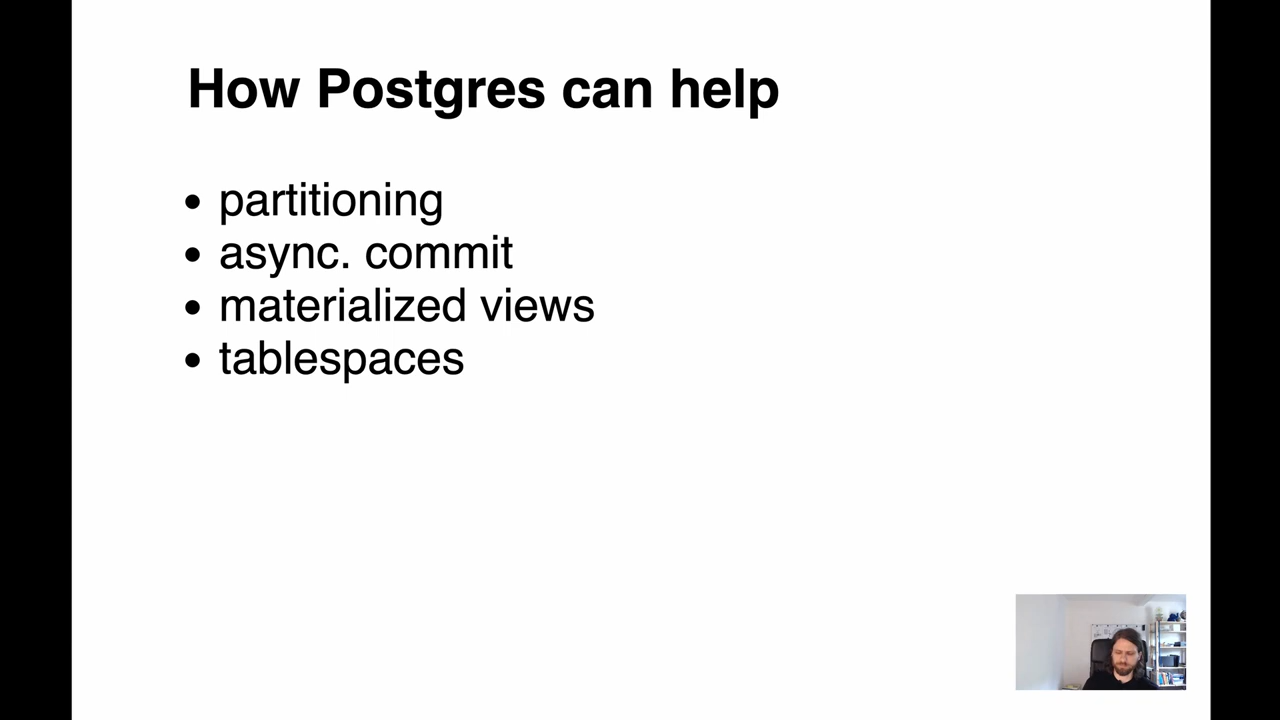 How Postgres can help
• partitioning
• async. commit
• materialized views
• tablespaces